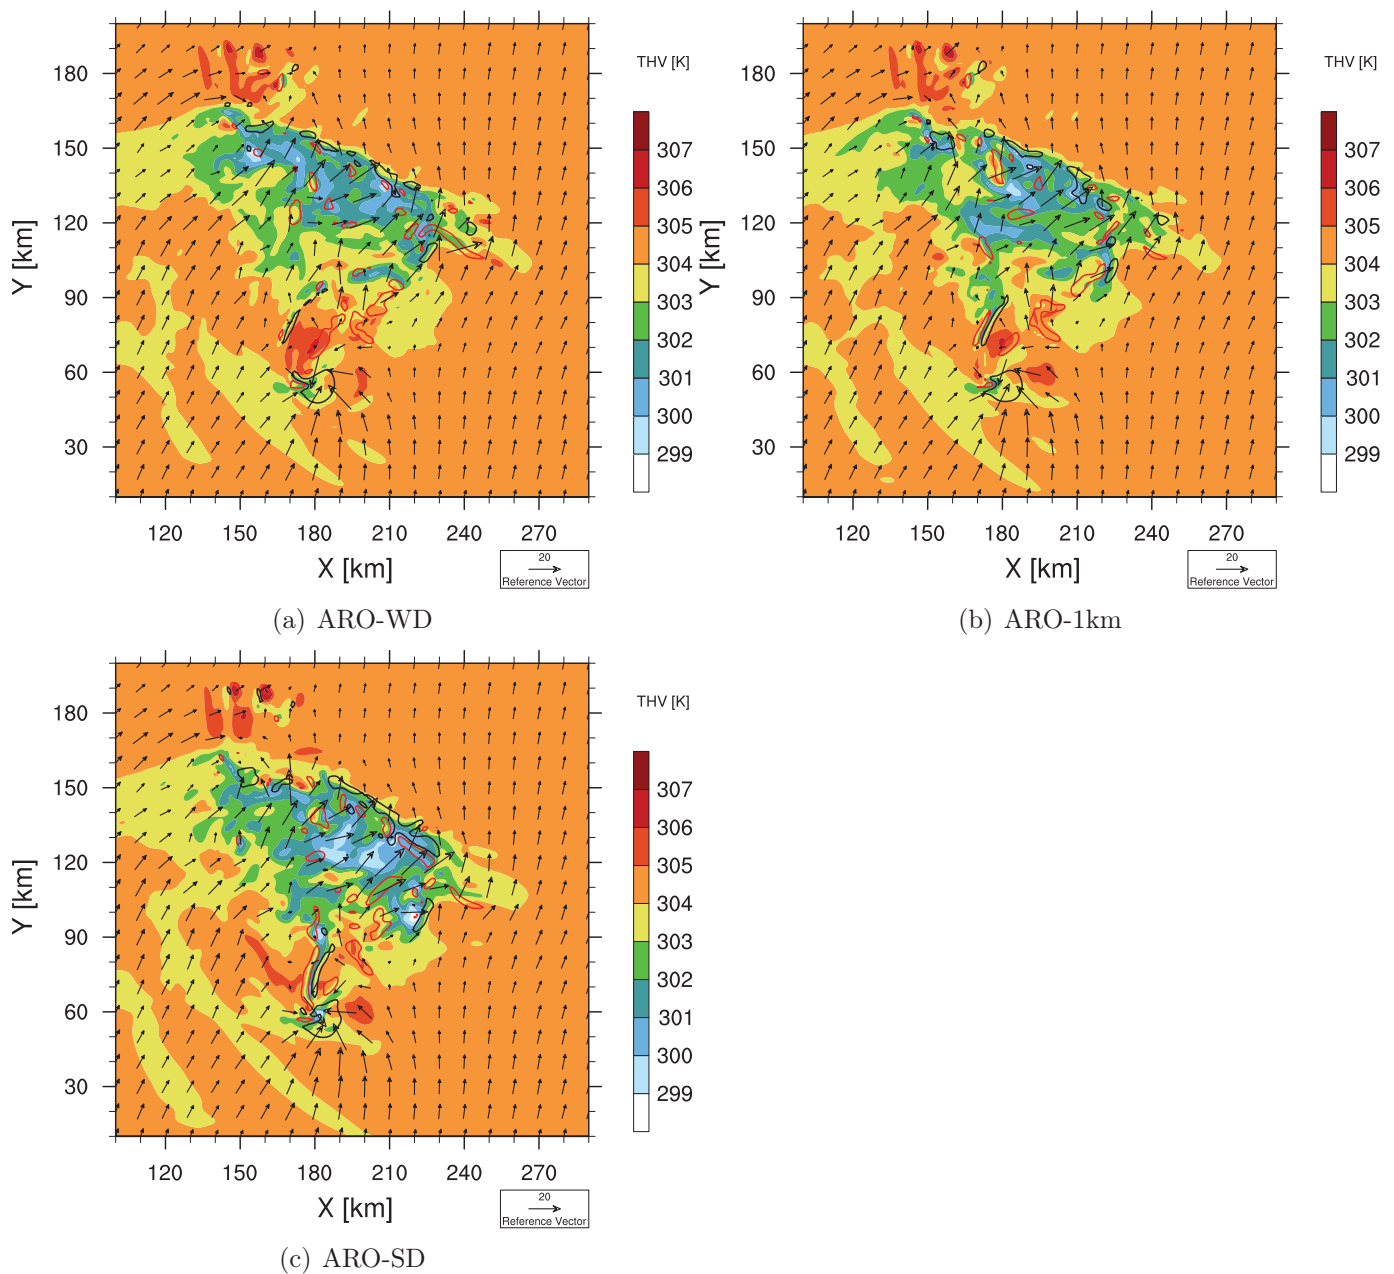 THV [K]
307
306
305
304
303
302
301
300
299
Y [km]
180
150
120
90
60
30
120 150 180 210 240 270
X [km]
20
Reference Vector
(a) ARO-WD
THV [K]
307
306
305
304
303
302
301
300
299
Y [km]
180
150
120
90
60
30
120 150 180 210 240 270
X [km]
20
Reference Vector
(b) ARO-1km
THV [K]
307
306
305
304
303
302
301
300
299
Y [km]
180
150
120
90
60
30
120 150 180 210 240 270
X [km]
20
Reference Vector
(c) ARO-SD